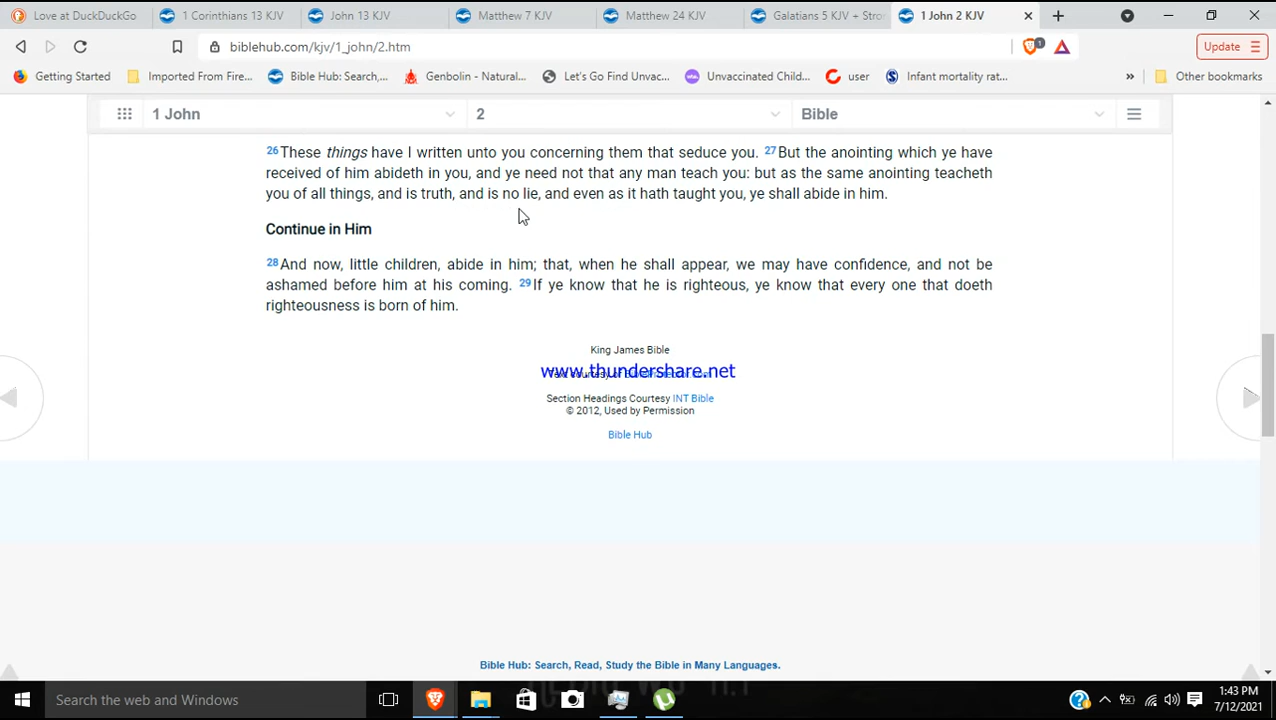 Love at DuckDuckGo
1 Corinthians 13 KJV
John 13 KJV
Matthew 7 KJV
Matthew 24 KJV
Galatians 5 KJV + Stro
1 John 2 KJV
biblehub.com/kjv/1_john/2.htm
1
Update
Getting Started
Imported From Fire...
Bible Hub: Search,...
Genbolin - Natural...
Let's Go Find Unvac...
Unvaccinated Child...
user
Infant mortality rat...
Other bookmarks
1 John
2
Bible
26 These things have I written unto you concerning them that seduce you. 27 But the anointing which ye have
received of him abideth in you, and ye need not that any man teach you: but as the same anointing teacheth
you of all things, and is truth, and is no lie, and even as it hath taught you, ye shall abide in him.
Continue in Him
28 And now, little children, abide in him; that, when he shall appear, we may have confidence, and not be
ashamed before him at his coming. 29 If ye know that he is righteous, ye know that every one that doeth
righteousness is born of him.
King James Bible
www.thundershare.net
Section Headings Courtesy INT Bible
© 2012, Used by Permission
Bible Hub
Bible Hub: Search, Read, Study the Bible in Many Languages.
Search the web and Windows
1:43 PM
7/12/2021